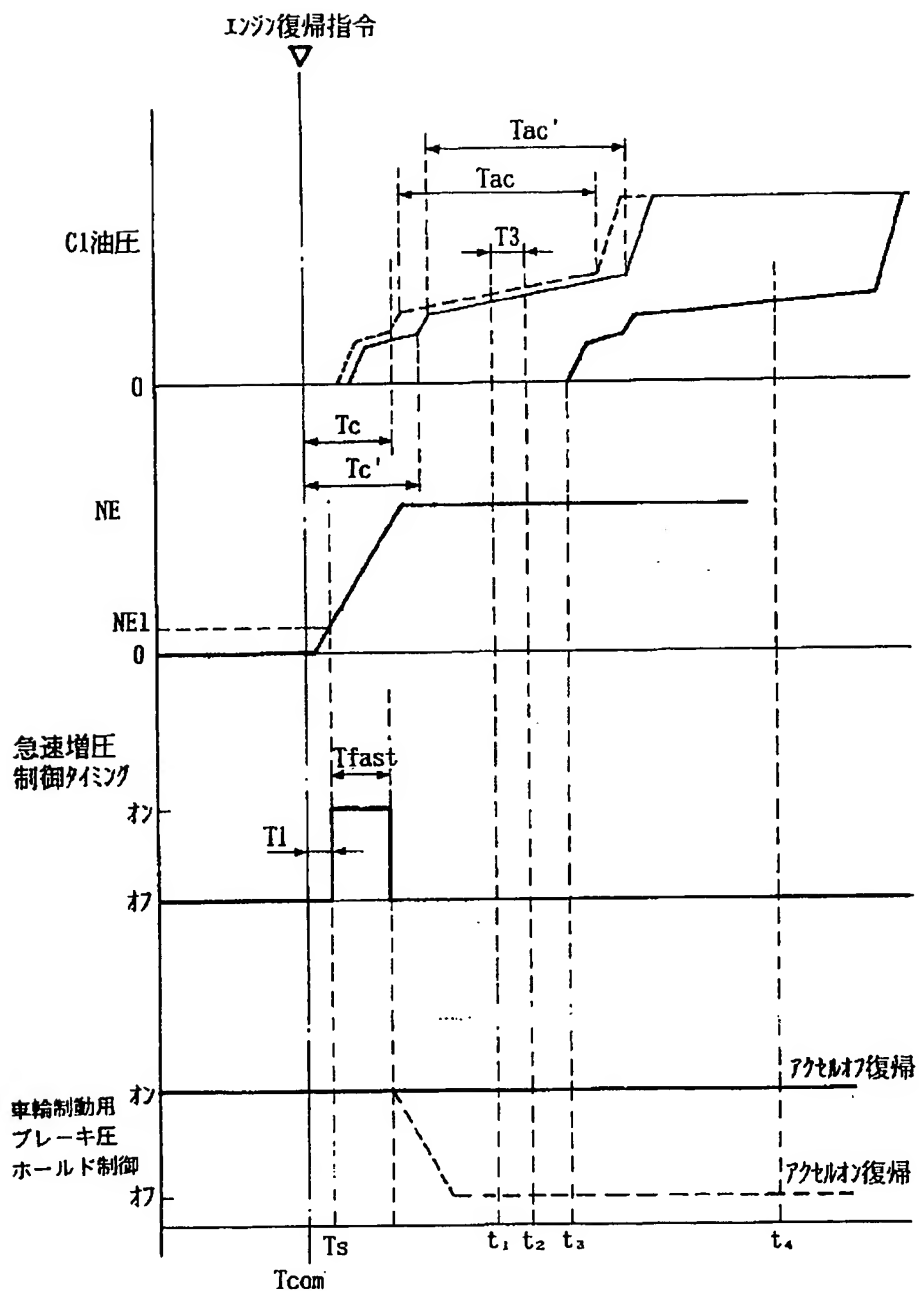 エンジン復帰指令
Tac'
Tac
T3
C1油圧
0
Tc
Tc'
NE
NE1
0
急速増圧
制御タイミング
Tfast
オン
T1
オフ
アクセルオフ復帰
オン
車輪制動用
ブレーキ圧
ホールド制御
アクセルオン復帰
オフ
Ts
t₁
t₂
t₃
t₄
Tcom